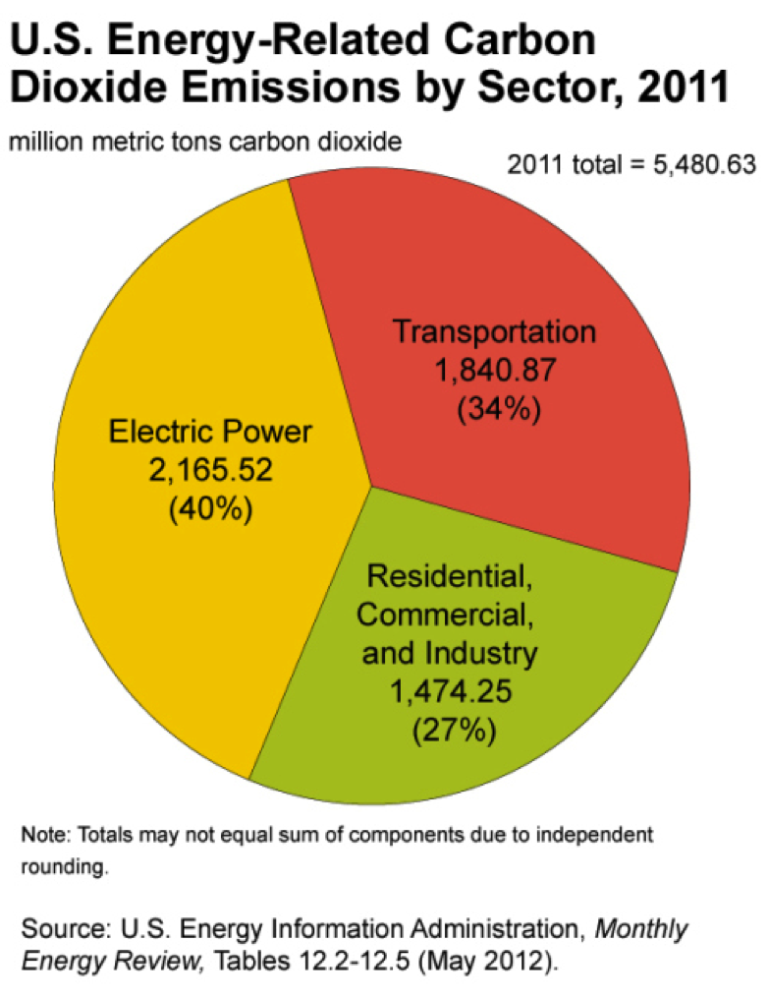 U.S. Energy-Related Carbon
Dioxide Emissions by Sector, 2011
million metric tons carbon dioxide
2011 total = 5,480.63
Transportation
1,840.87
(34%)
Electric Power
2,165.52
(40%)
Residential,
Commercial,
and Industry
1,474.25
(27%)
Note: Totals may not equal sum of components due to independent
rounding.
Source: U.S. Energy Information Administration, Monthly
Energy Review, Tables 12.2-12.5 (May 2012).